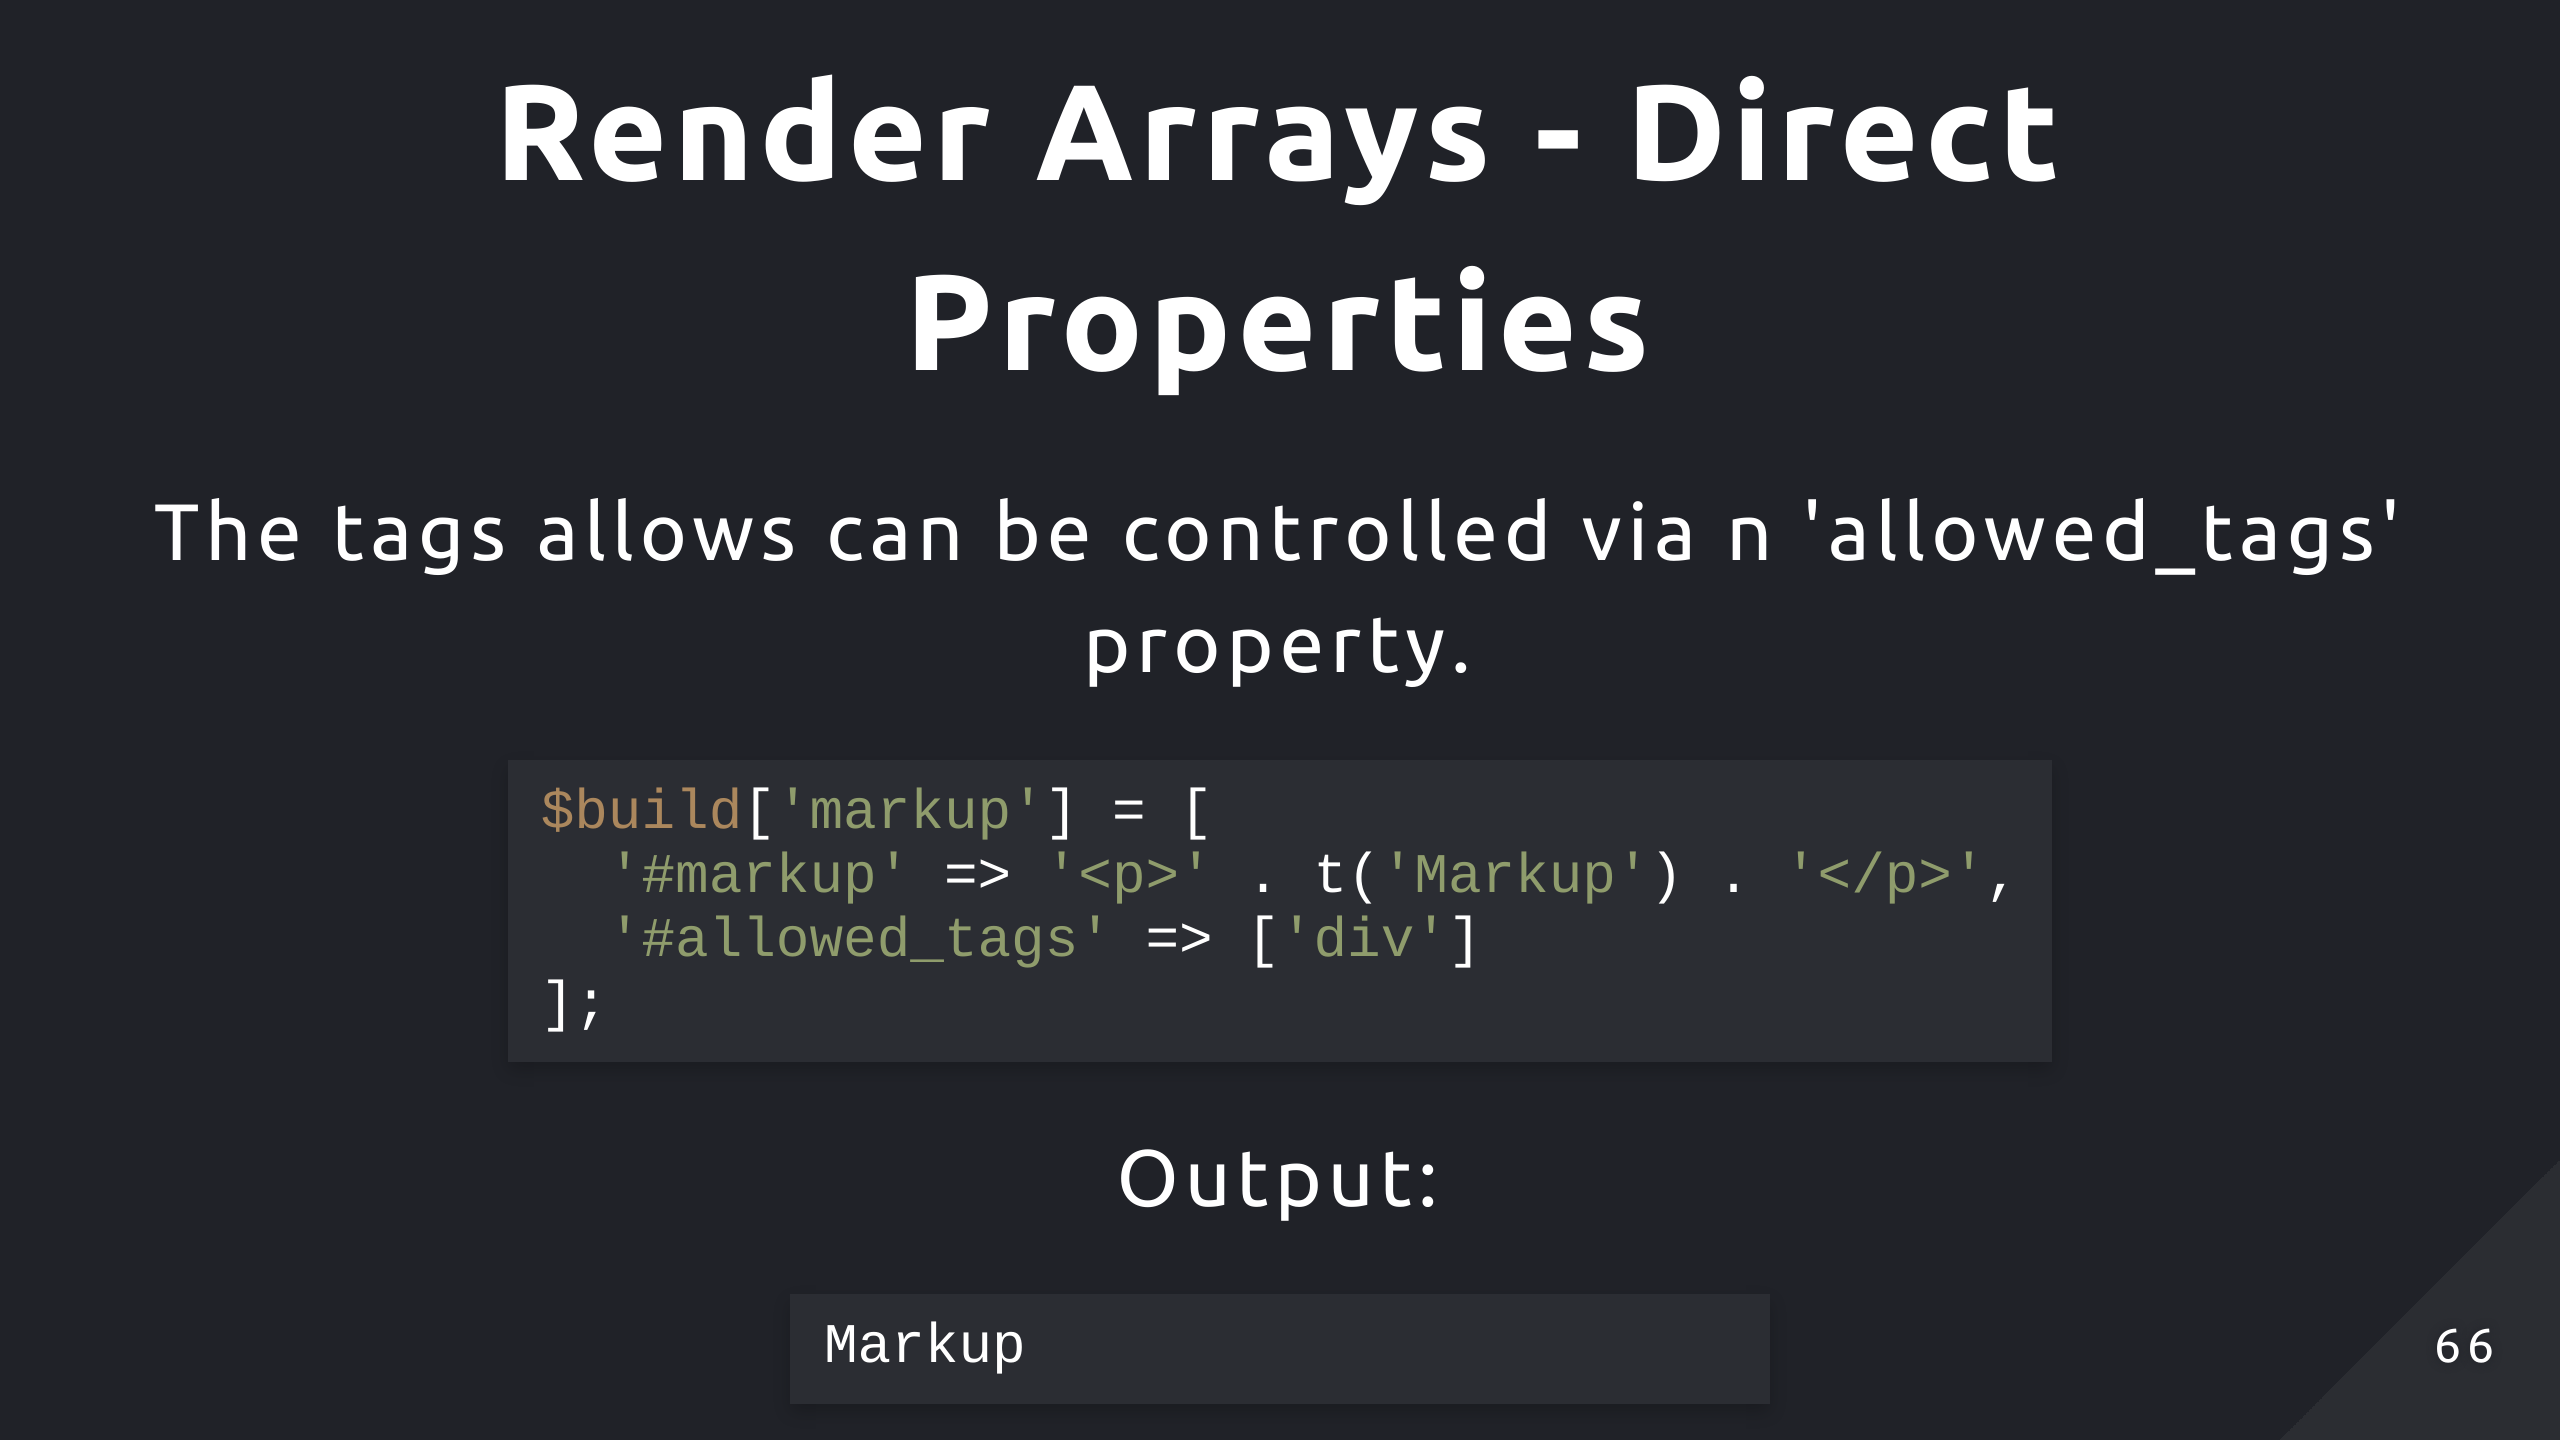 Render Arrays - Direct
Properties
The tags allows can be controlled via n 'allowed_tags'
property.
$build['markup'] = [
  '#markup' => '<p>' . t('Markup') . '</p>',
  '#allowed_tags' => ['div']
];
Output:
Markup
66